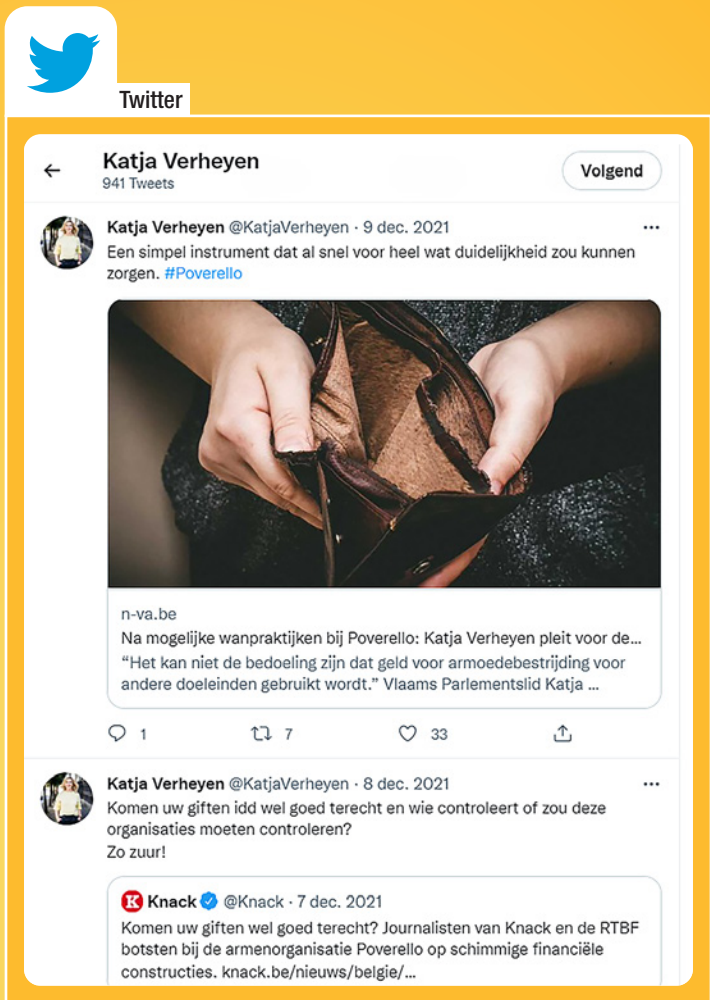 Twitter
Katja Verheyen
941 Tweets
Volgend
Katja Verheyen @KatjaVerheyen · 9 dec. 2021
Een simpel instrument dat al snel voor heel wat duidelijkheid zou kunnen
zorgen. #Poverello
n-va.be
Na mogelijke wanpraktijken bij Poverello: Katja Verheyen pleit voor de...
“Het kan niet de bedoeling zijn dat geld voor armoedebestrijding voor
andere doeleinden gebruikt wordt.” Vlaams Parlementslid Katja ...
1 7 33
Katja Verheyen @KatjaVerheyen · 8 dec. 2021
Komen uw giften idd wel goed terecht en wie controleert of zou deze
organisaties moeten controleren?
Zo zuur!
K Knack @Knack · 7 dec. 2021
Komen uw giften wel goed terecht? Journalisten van Knack en de RTBF
botsten bij de armenorganisatie Poverello op schimmige financiële
constructies. knack.be/nieuws/belgie/...